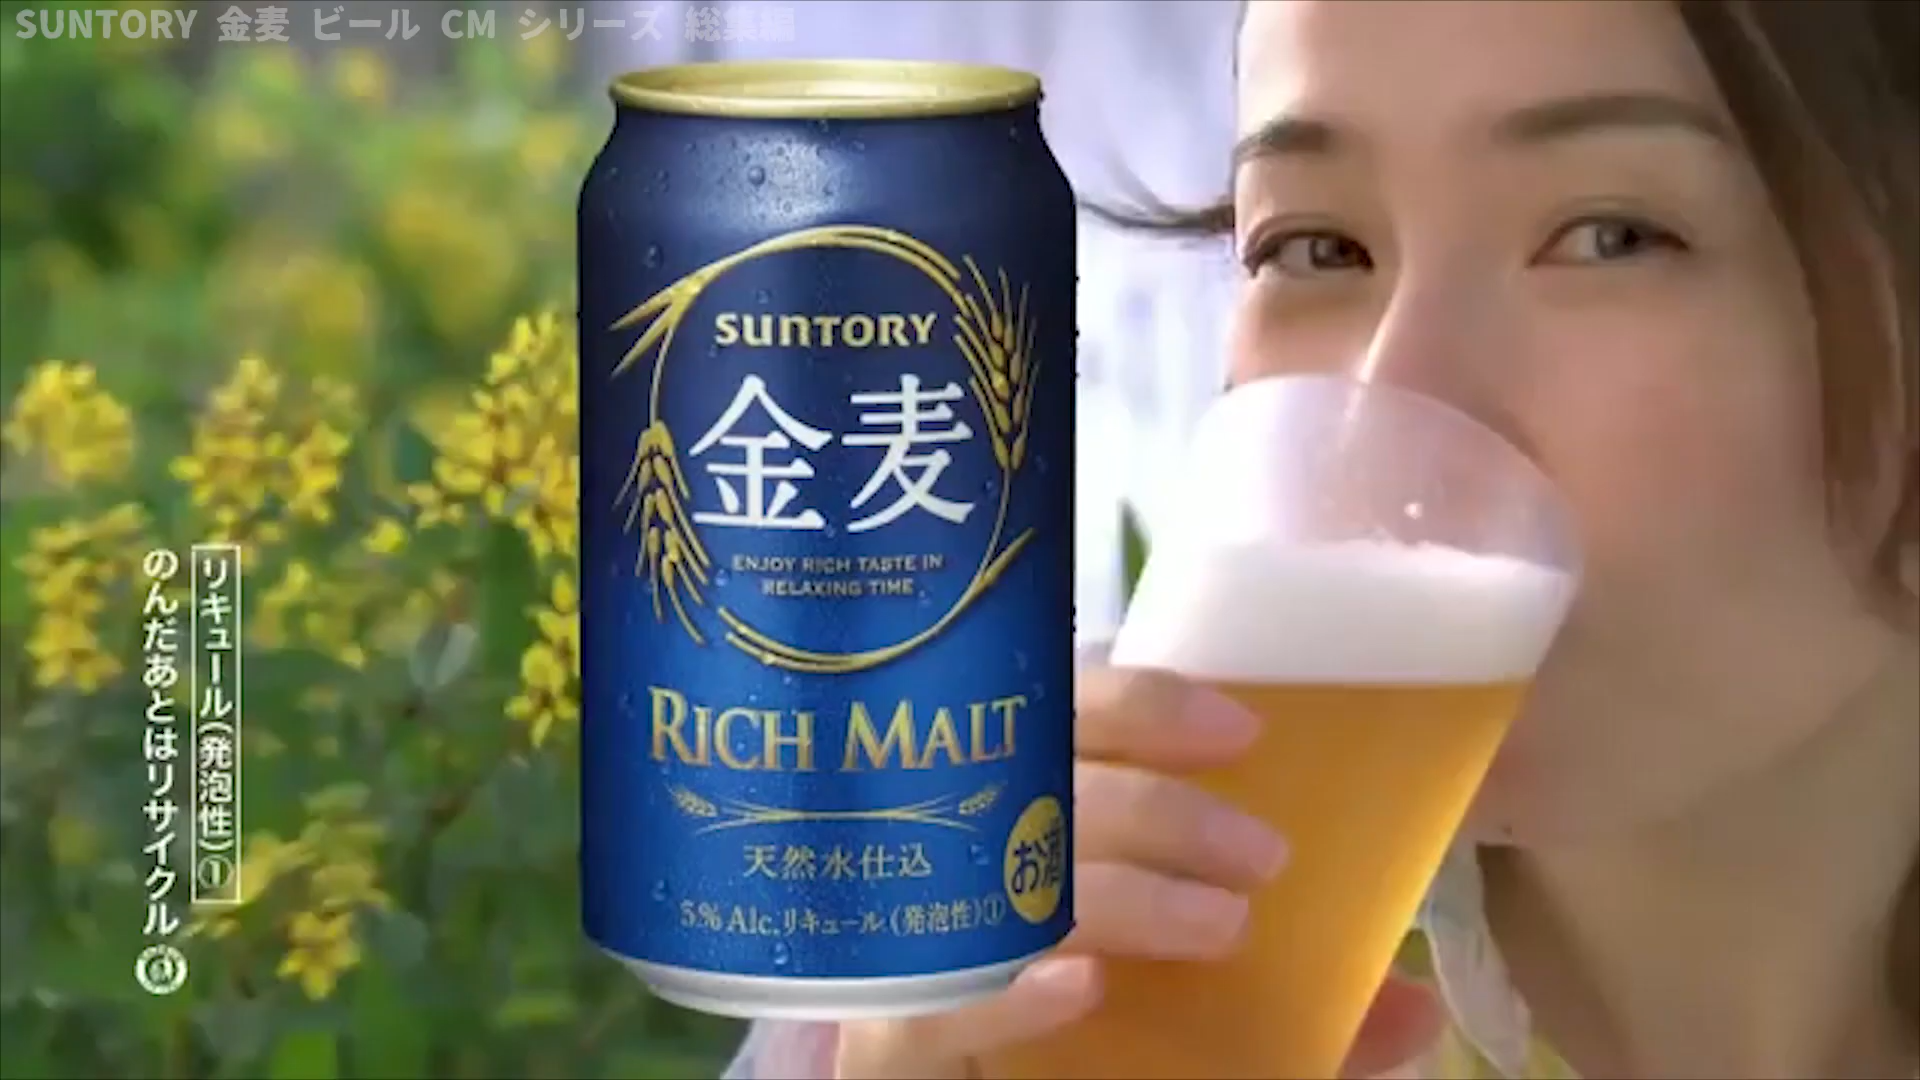 SUNTORY 金麦 ビール CM シリーズ 総集編
SUNTORY
金麦
ENJOY RICH TASTE IN
RELAXING TIME
RICH MALT
天然水仕込
5% Alc. リキュール(発泡性)①
お酒
リキュール(発泡性)①
のんだあとはリサイクル